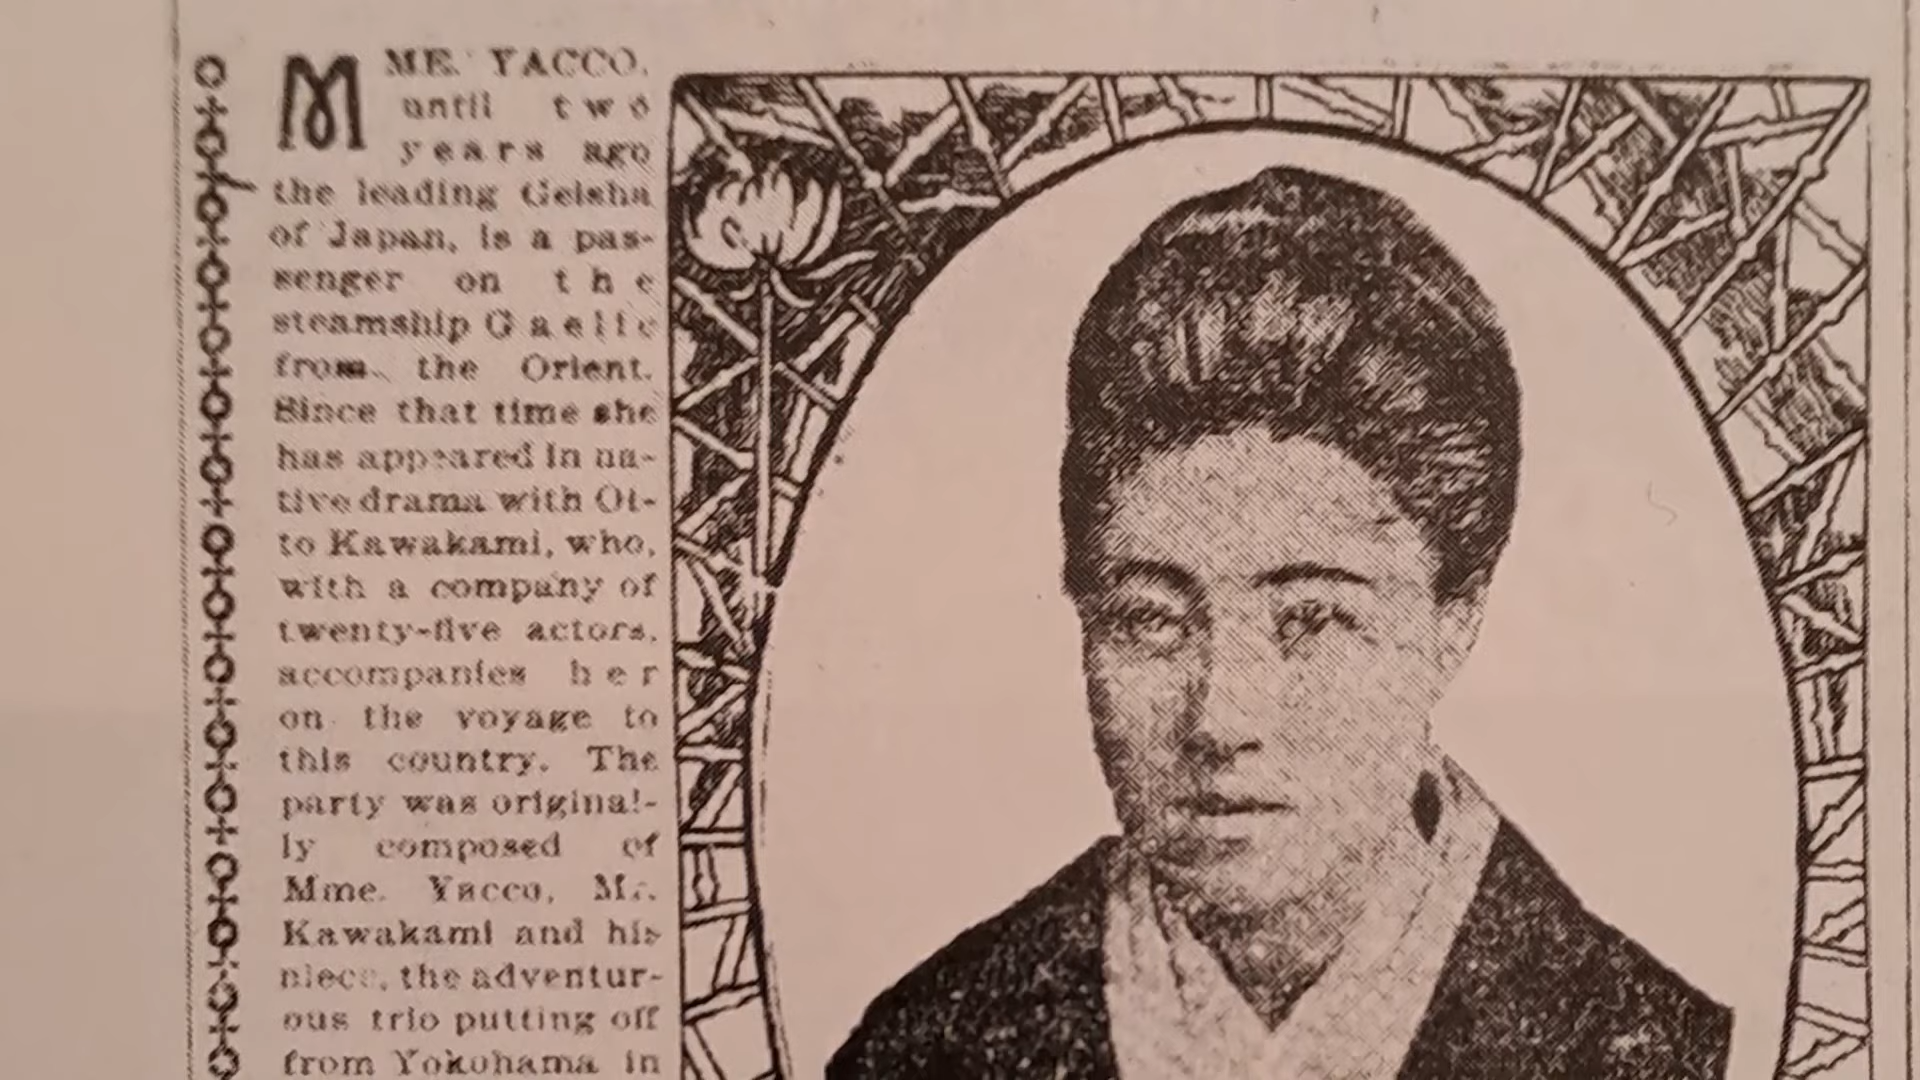 MME. YACCO,
until two
years ago
the leading Geisha
of Japan, is a pas-
senger on the
steamship Gaelic
from the Orient.
Since that time she
has appeared in na-
tive drama with Ot-
to Kawakami, who,
with a company of
twenty-five actors,
accompanies her
on the voyage to
this country. The
party was original-
ly composed of
Mme. Yacco, Mr.
Kawakami and his
niece, the adventur-
ous trio putting off
from Yokohama in